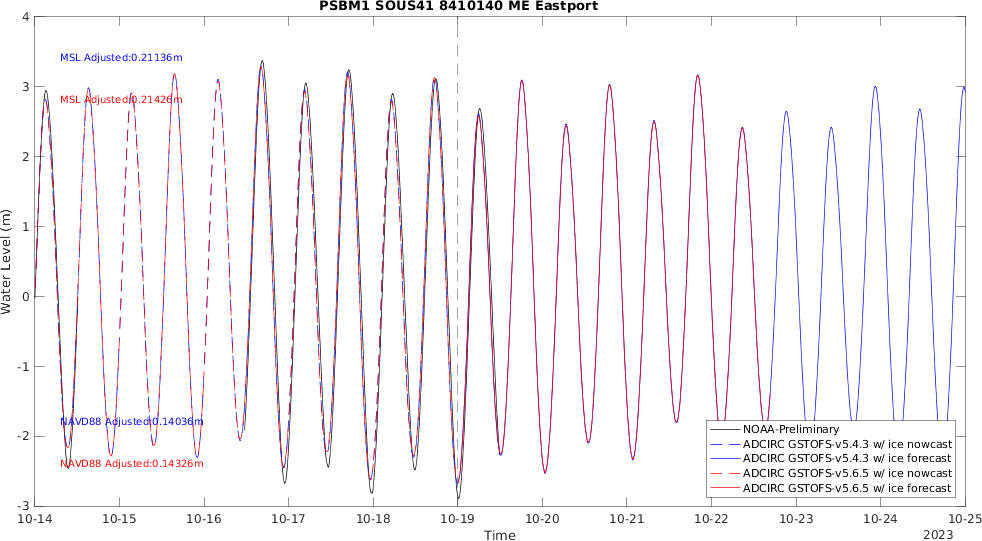 PSBM1 SOUS41 8410140 ME Eastport
4
3
2
1
0
-1
-2
-3
Water Level (m)
MSL Adjusted:0.21136m
MSL Adjusted:0.21426m
NAVD88 Adjusted:0.14036m
NAVD88 Adjusted:0.14326m
NOAA-Preliminary
ADCIRC GSTOFS-v5.4.3 w/ ice nowcast
ADCIRC GSTOFS-v5.4.3 w/ ice forecast
ADCIRC GSTOFS-v5.6.5 w/ ice nowcast
ADCIRC GSTOFS-v5.6.5 w/ ice forecast
10-14 10-15 10-16 10-17 10-18 10-19 10-20 10-21 10-22 10-23 10-24 10-25
Time
2023